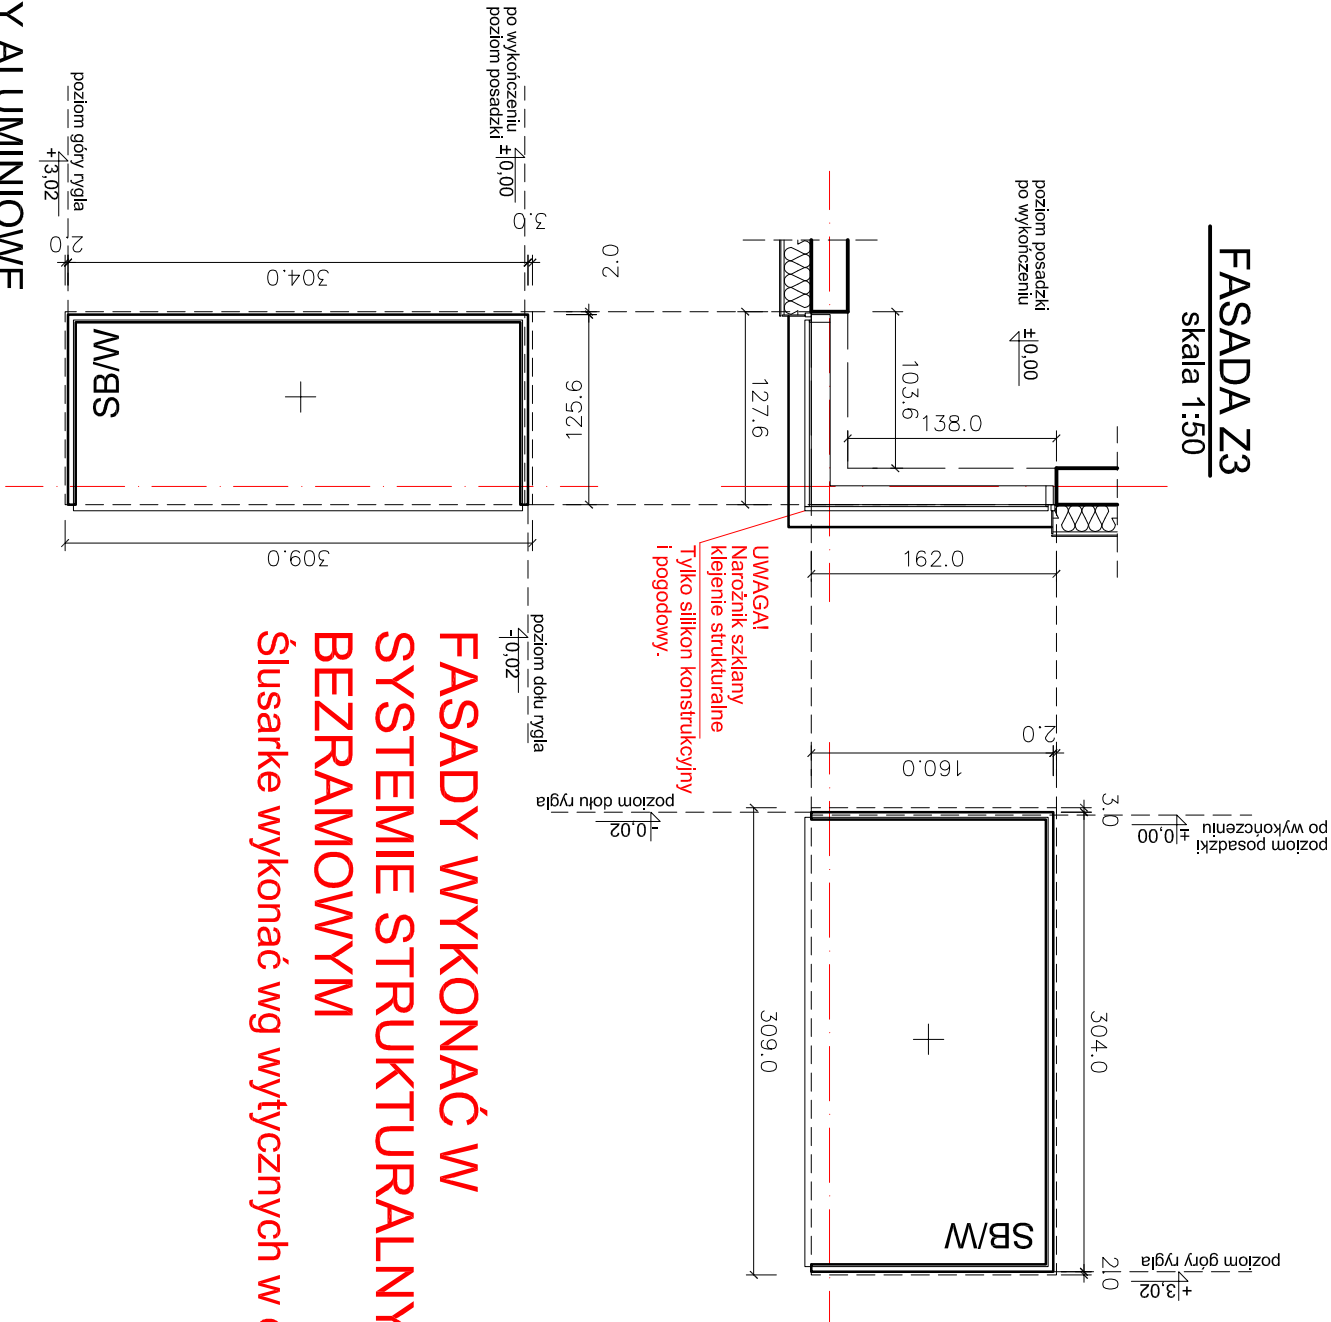 FASADA Z3
skala 1:50
poziom posadzki
po wykończeniu
±0,00
103.6
138.0
127.6
162.0
UWAGA!
Narożnik szklany
klejenie strukturalne
Tylko silikon konstrukcyjny
i pogodowy.
po wykończeniu
poziom posadzki
±0,00
poziom góry rygla
+3,02
3.0
2.0
304.0
2.0
125.6
SB/W
309.0
poziom dołu rygla
-0,02
2.0
160.0
poziom dołu rygla
-0,02
3.0
±0,00
poziom posadzki
po wykończeniu
304.0
309.0
SB/W
2.0
poziom góry rygla
+3,02
FASADY WYKONAĆ W
SYSTEMIE STRUKTURALNY
BEZRAMOWYM
Ślusarke wykonać wg wytycznych w
Y ALUMINIOWE